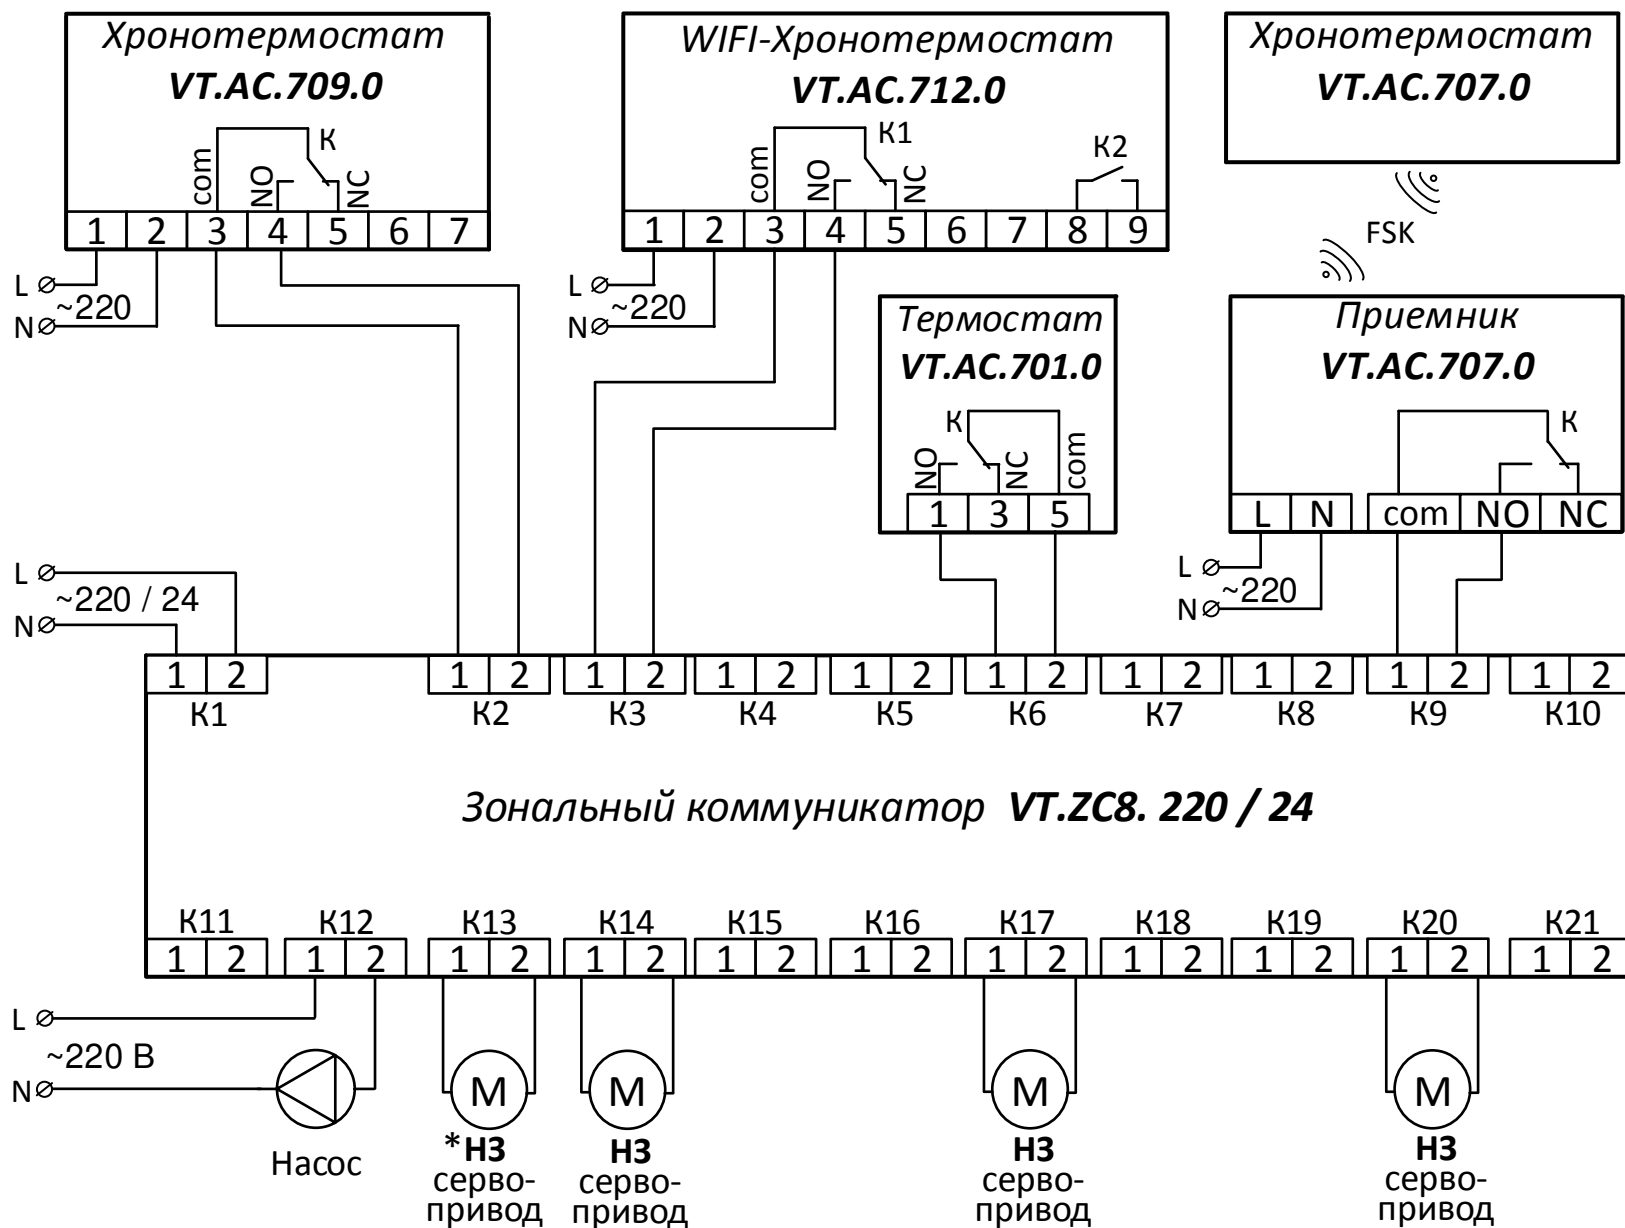 Хронотермостат
VT.AC.709.0
К
com
NO
NC
1 2 3 4 5 6 7
L
~220
N
WIFI-Хронотермостат
VT.AC.712.0
К1
com
NO
NC
К2
1 2 3 4 5 6 7 8 9
L
~220
N
Хронотермостат
VT.AC.707.0
FSK
Термостат
VT.AC.701.0
К
NO
NC
com
1 3 5
Приемник
VT.AC.707.0
К
L N com NO NC
L
~220
N
L
~220 / 24
N
1 2 1 2 1 2 1 2 1 2 1 2 1 2 1 2 1 2 1 2
К1 К2 К3 К4 К5 К6 К7 К8 К9 К10
Зональный коммуникатор VT.ZC8. 220 / 24
К11 К12 К13 К14 К15 К16 К17 К18 К19 К20 К21
1 2 1 2 1 2 1 2 1 2 1 2 1 2 1 2 1 2 1 2 1 2
L
~220 В
N
Насос
М
*НЗ
серво-
привод
М
НЗ
серво-
привод
М
НЗ
серво-
привод
М
НЗ
серво-
привод